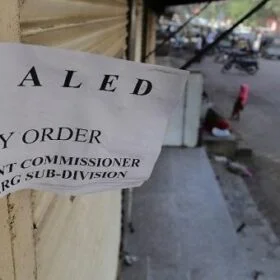 ALED
Y ORDER
NT COMMISSIONER
RG SUB-DIVISION